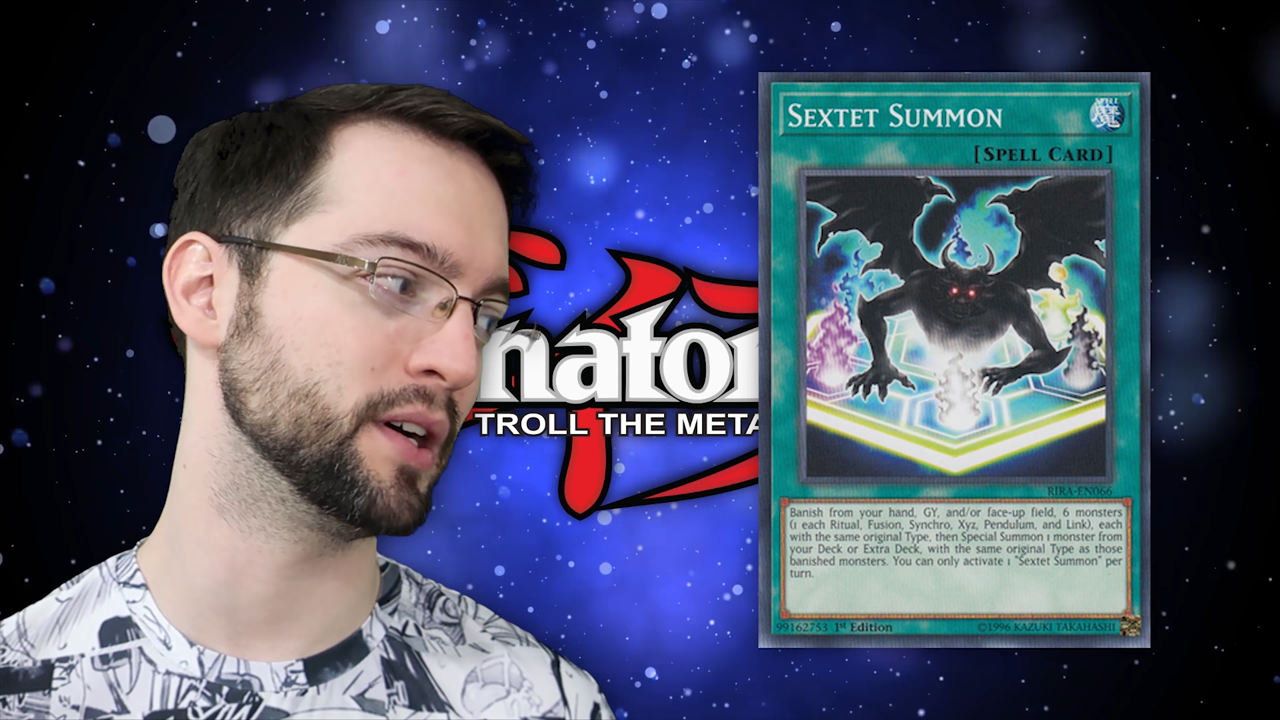 SEXTET SUMMON
[SPELL CARD]
nato
TROLL THE META
RIRA-EN066
Banish from your hand, GY, and/or face-up field, 6 monsters
(1 each Ritual, Fusion, Synchro, Xyz, Pendulum, and Link), each
with the same original Type, then Special Summon 1 monster from
your Deck or Extra Deck, with the same original Type as those
banished monsters. You can only activate 1 "Sextet Summon" per
turn.
99162753 1st Edition
©1996 KAZUKI TAKAHASHI